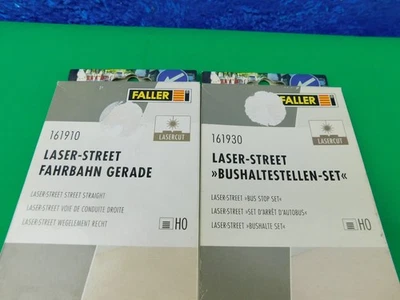 FALLER
161910
LASERCUT
LASER-STREET
FAHRBAHN GERADE
LASER-STREET STREET STRAIGHT
LASER-STREET VOIE DE CONDUITE DROITE
LASER-STREET WEGELEMENT RECHT
H0
FALLER
161930
LASERCUT
LASER-STREET
»BUSHALTESTELLEN-SET«
LASER-STREET »BUS STOP SET«
LASER-STREET »SET D'ARRÊT D'AUTOBUS«
LASER-STREET »BUSHALTE SET«
H0